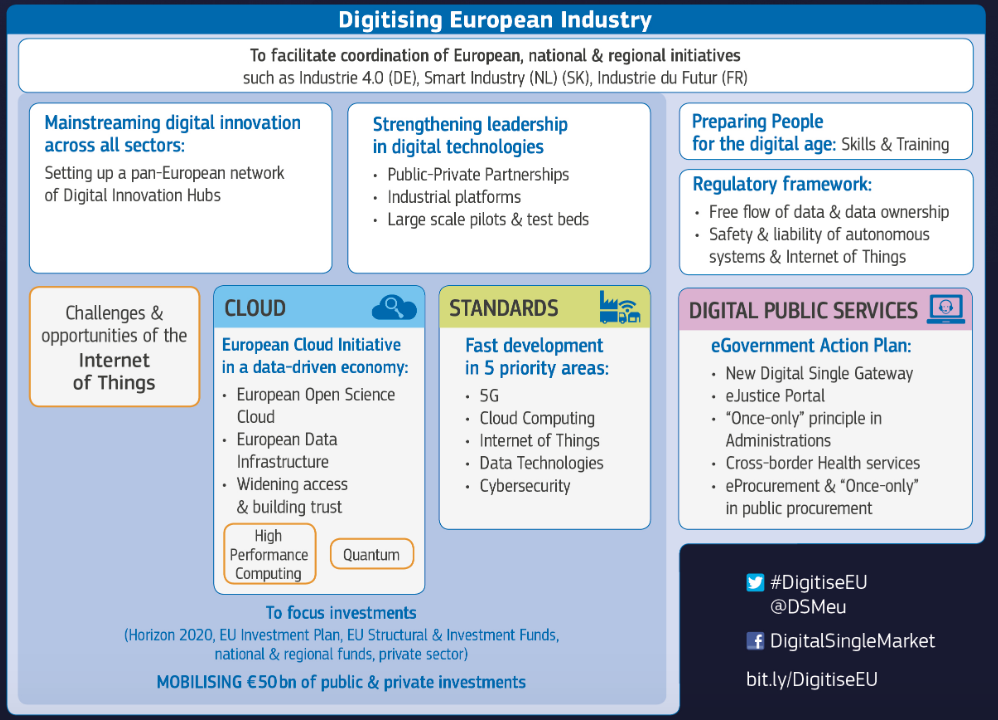 Digitising European Industry
To facilitate coordination of European, national & regional initiatives
such as Industrie 4.0 (DE), Smart Industry (NL) (SK), Industrie du Futur (FR)
Mainstreaming digital innovation
across all sectors:
Setting up a pan-European network
of Digital Innovation Hubs
Strengthening leadership
in digital technologies
• Public-Private Partnerships
• Industrial platforms
• Large scale pilots & test beds
Preparing People
for the digital age: Skills & Training
Regulatory framework:
• Free flow of data & data ownership
• Safety & liability of autonomous
systems & Internet of Things
Challenges &
opportunities of the
Internet
of Things
CLOUD
European Cloud Initiative
in a data-driven economy:
• European Open Science
Cloud
• European Data
Infrastructure
• Widening access
& building trust
High
Performance
Computing
Quantum
STANDARDS
Fast development
in 5 priority areas:
• 5G
• Cloud Computing
• Internet of Things
• Data Technologies
• Cybersecurity
DIGITAL PUBLIC SERVICES
eGovernment Action Plan:
• New Digital Single Gateway
• eJustice Portal
• “Once-only” principle in
Administrations
• Cross-border Health services
• eProcurement & “Once-only”
in public procurement
To focus investments
(Horizon 2020, EU Investment Plan, EU Structural & Investment Funds,
national & regional funds, private sector)
MOBILISING €50bn of public & private investments
#DigitiseEU
@DSMeu
DigitalSingleMarket
bit.ly/DigitiseEU